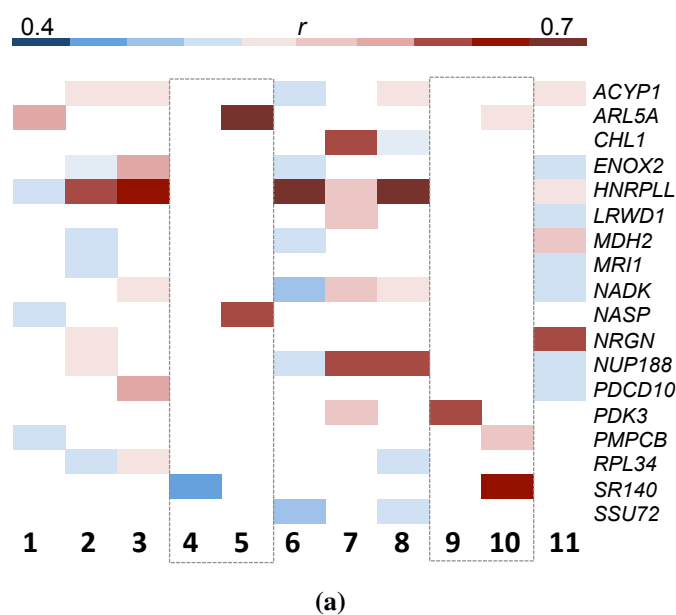 0.4 r 0.7
ACYP1
ARL5A
CHL1
ENOX2
HNRPLL
LRWD1
MDH2
MRI1
NADK
NASP
NRGN
NUP188
PDCD10
PDK3
PMPCB
RPL34
SR140
SSU72
1 2 3 4 5 6 7 8 9 10 11
(a)